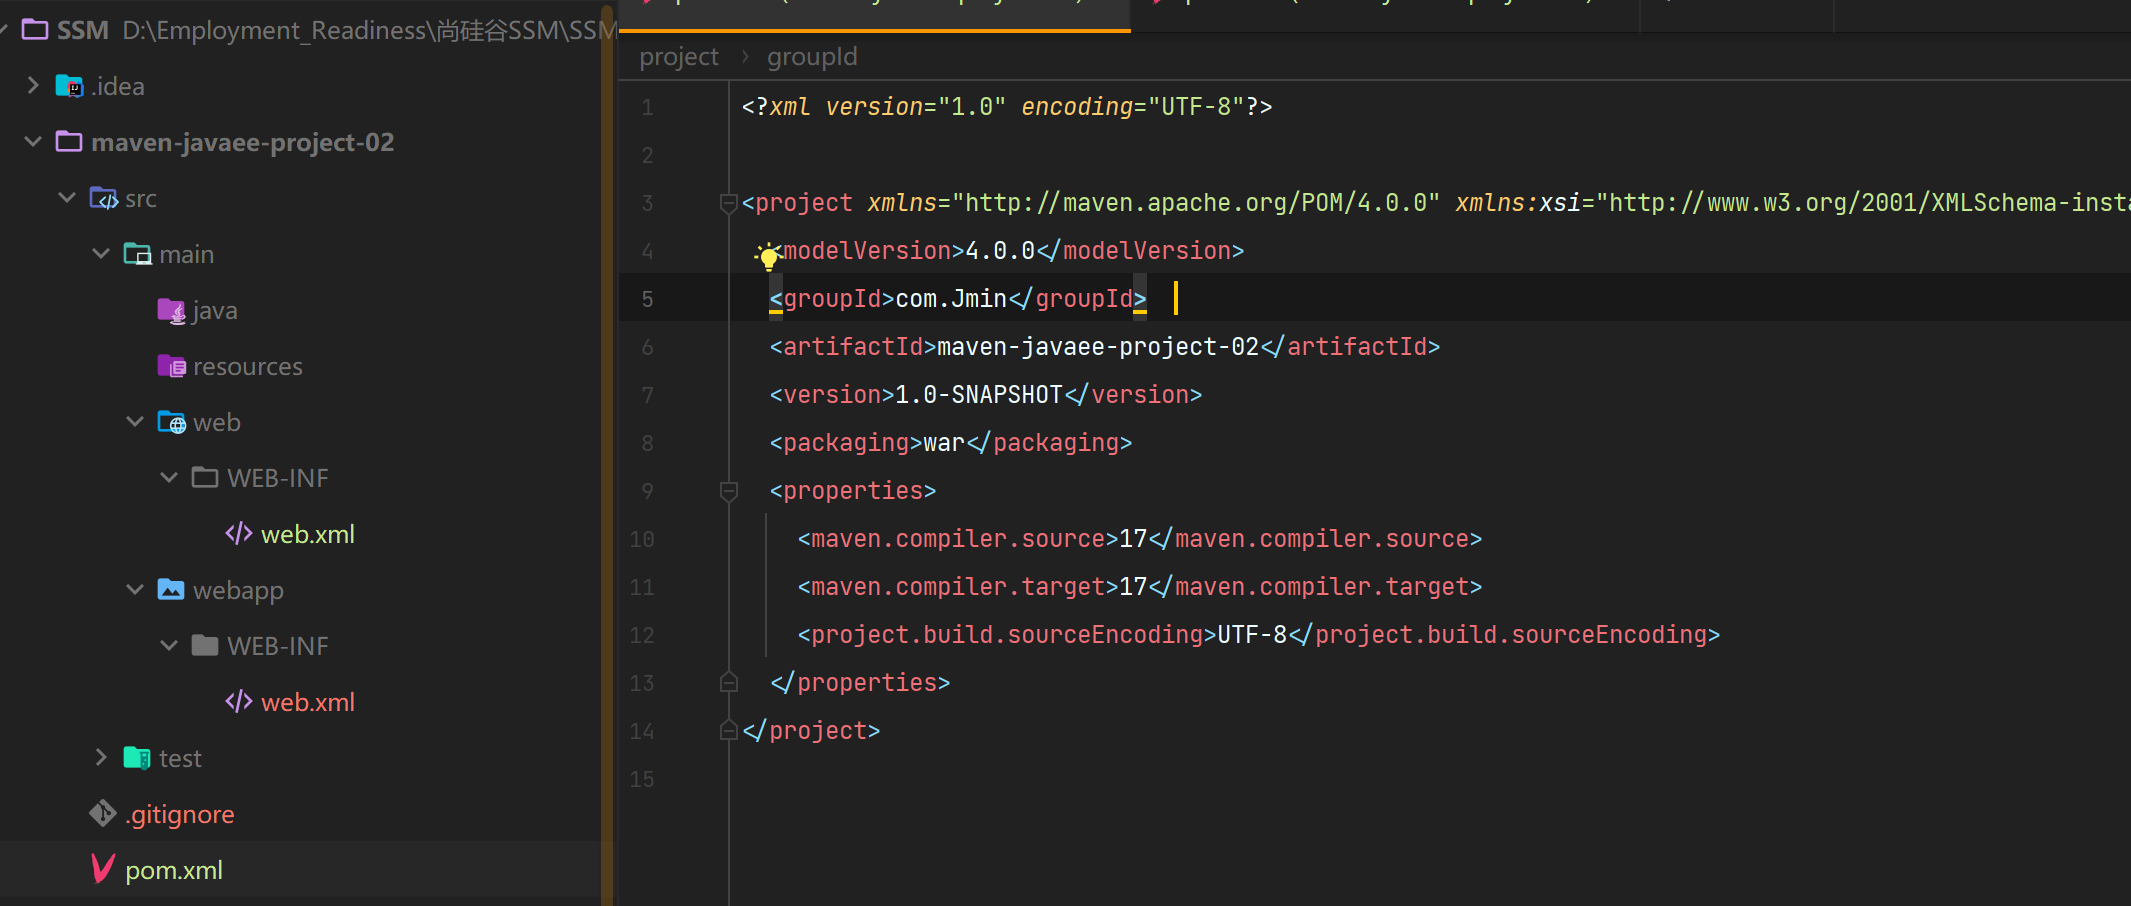 SSM D:\Employment_Readiness\尚硅谷SSM\SSM
.idea
maven-javaee-project-02
src
main
java
resources
web
WEB-INF
web.xml
webapp
WEB-INF
web.xml
test
.gitignore
pom.xml
project › groupId
1 <?xml version="1.0" encoding="UTF-8"?>
2
3 <project xmlns="http://maven.apache.org/POM/4.0.0" xmlns:xsi="http://www.w3.org/2001/XMLSchema-insta
4 modelVersion>4.0.0</modelVersion>
5 <groupId>com.Jmin</groupId>
6 <artifactId>maven-javaee-project-02</artifactId>
7 <version>1.0-SNAPSHOT</version>
8 <packaging>war</packaging>
9 <properties>
10 <maven.compiler.source>17</maven.compiler.source>
11 <maven.compiler.target>17</maven.compiler.target>
12 <project.build.sourceEncoding>UTF-8</project.build.sourceEncoding>
13 </properties>
14 </project>
15